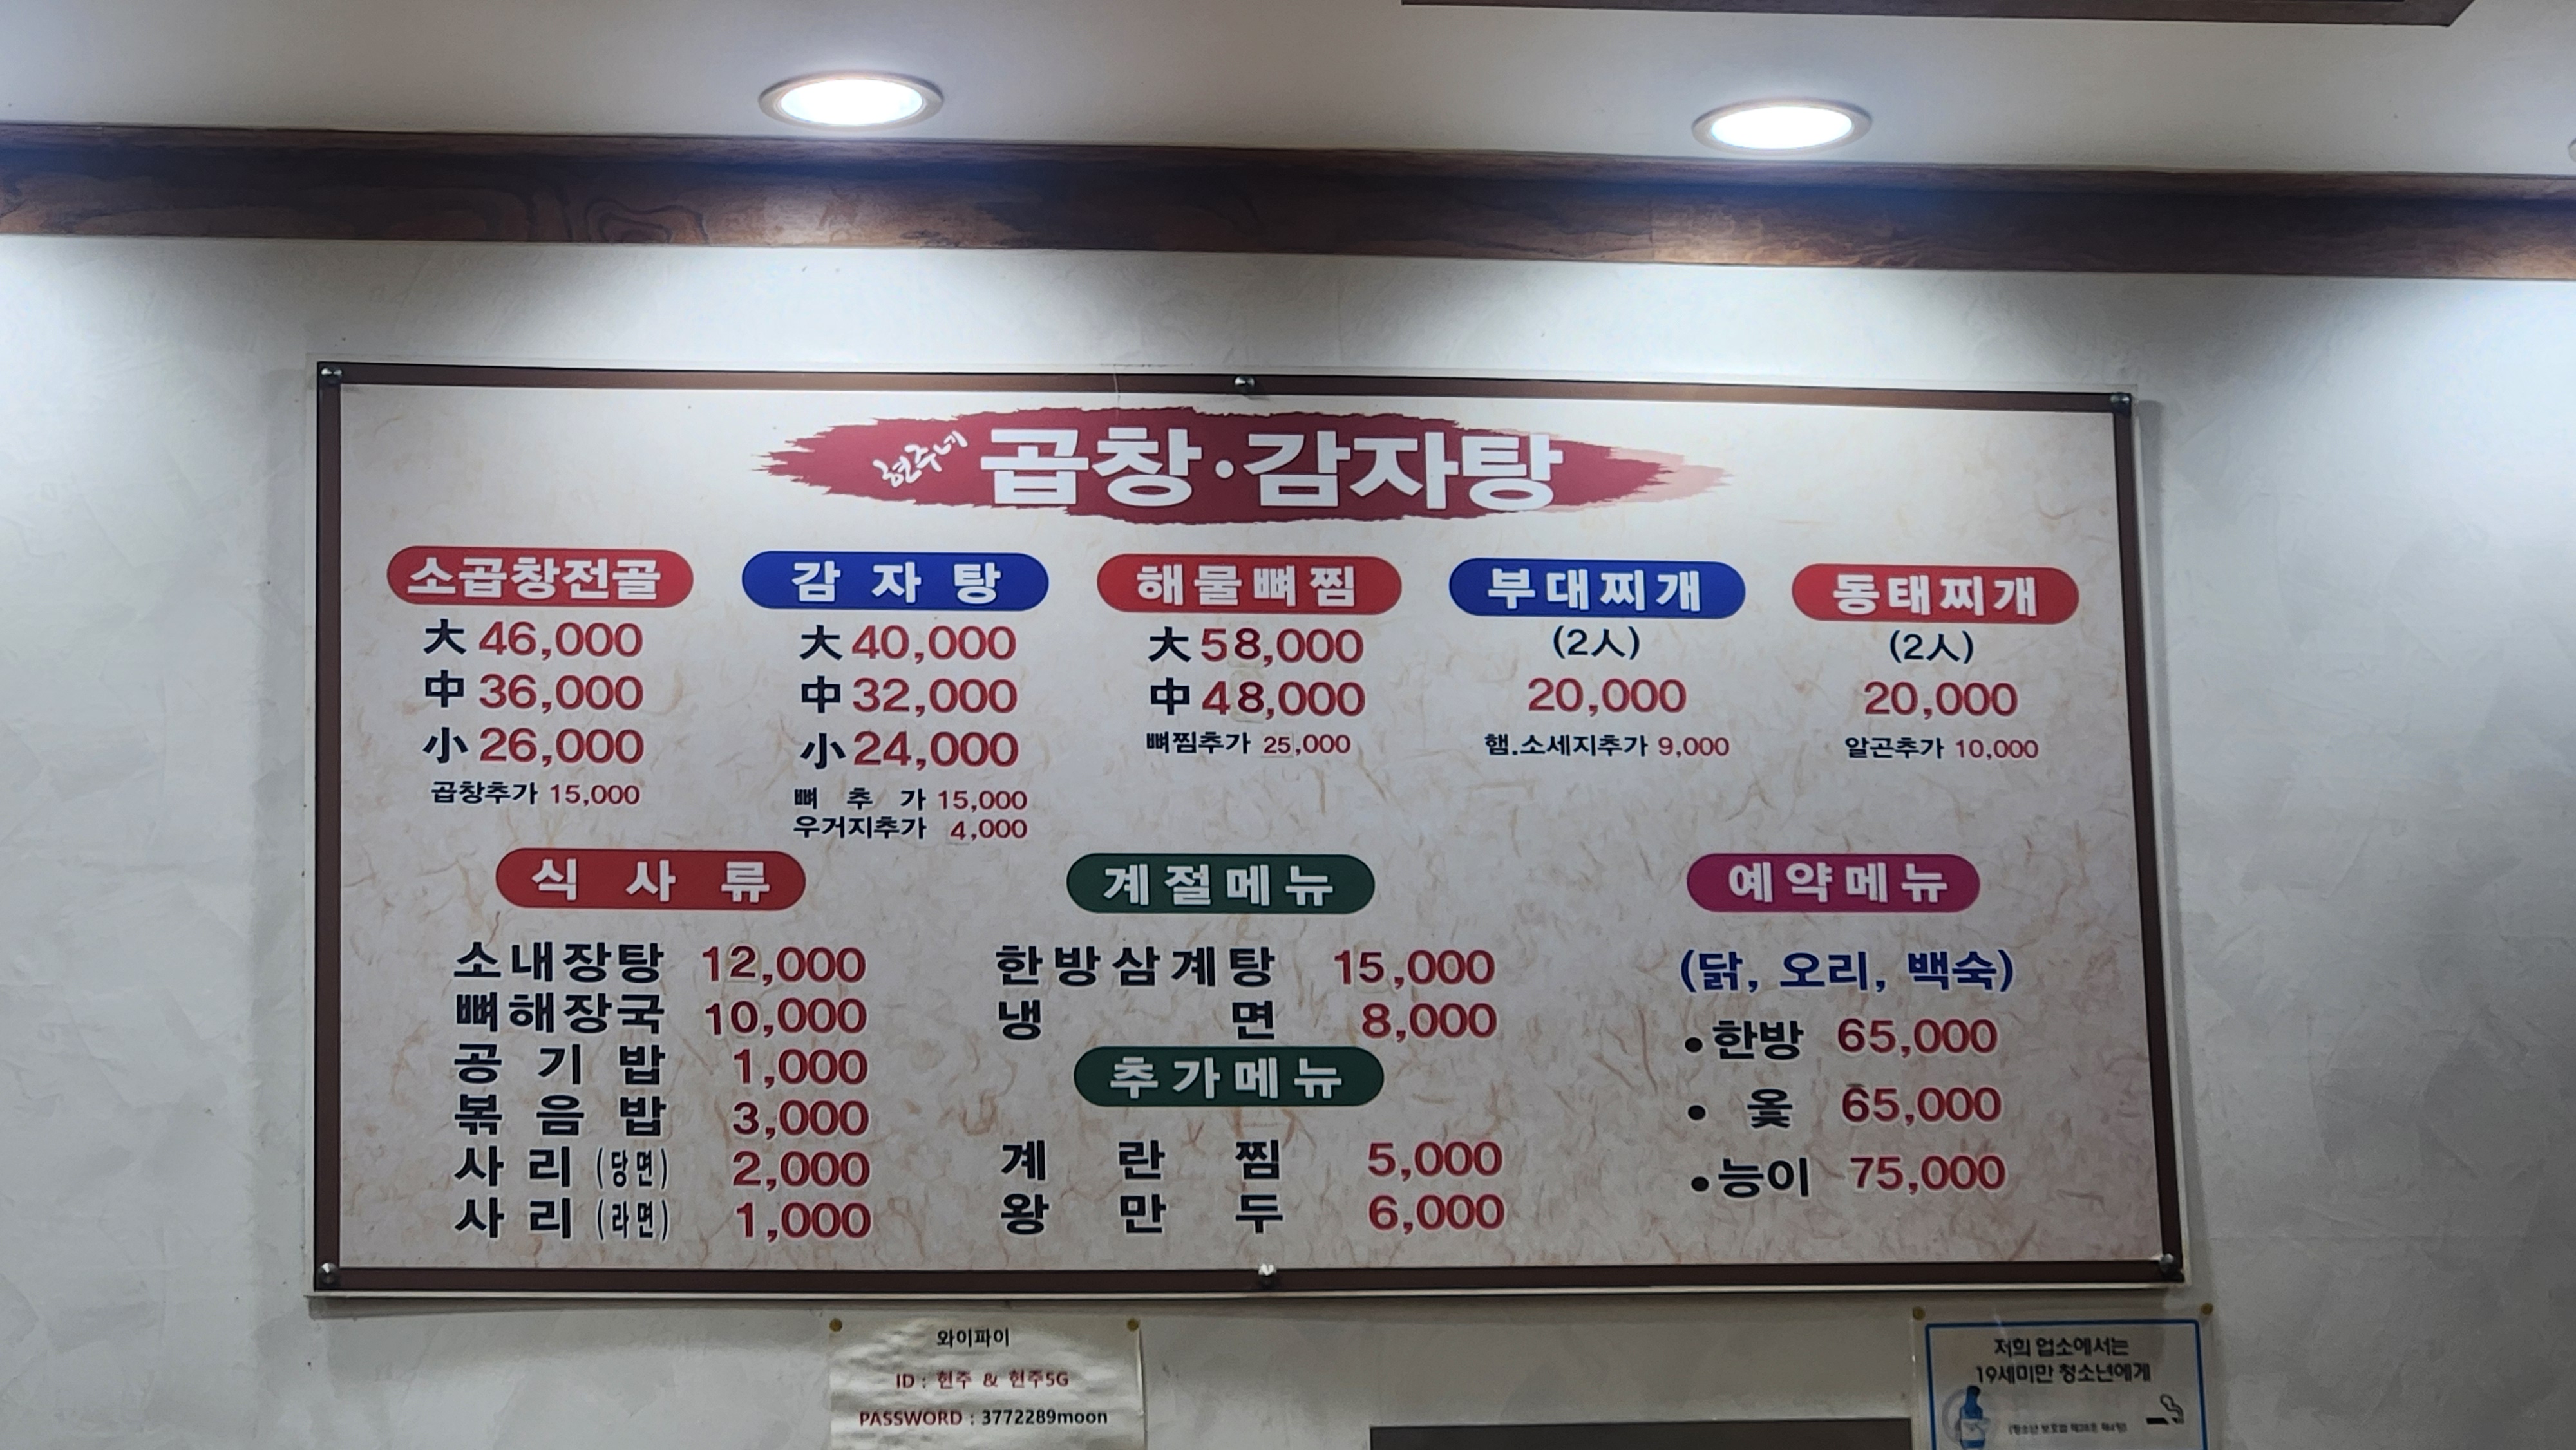 현주네 곱창·감자탕
소곱창전골
大 46,000
中 36,000
小 26,000
곱창추가 15,000
감 자 탕
大 40,000
中 32,000
小 24,000
뼈 추 가 15,000
우거지추가 4,000
해물뼈찜
大 58,000
中 48,000
뼈찜추가 25,000
부대찌개
(2人)
20,000
햄.소세지추가 9,000
동태찌개
(2人)
20,000
알곤추가 10,000
식 사 류
소내장탕 12,000
뼈해장국 10,000
공 기 밥 1,000
볶 음 밥 3,000
사 리 (당면) 2,000
사 리 (라면) 1,000
계절메뉴
한방삼계탕 15,000
냉 면 8,000
추가메뉴
계 란 찜 5,000
왕 만 두 6,000
예약메뉴
(닭, 오리, 백숙)
•한방 65,000
• 옻 65,000
•능이 75,000
와이파이
ID : 현주 & 현주5G
PASSWORD : 3772289moon
저희 업소에서는
19세미만 청소년에게